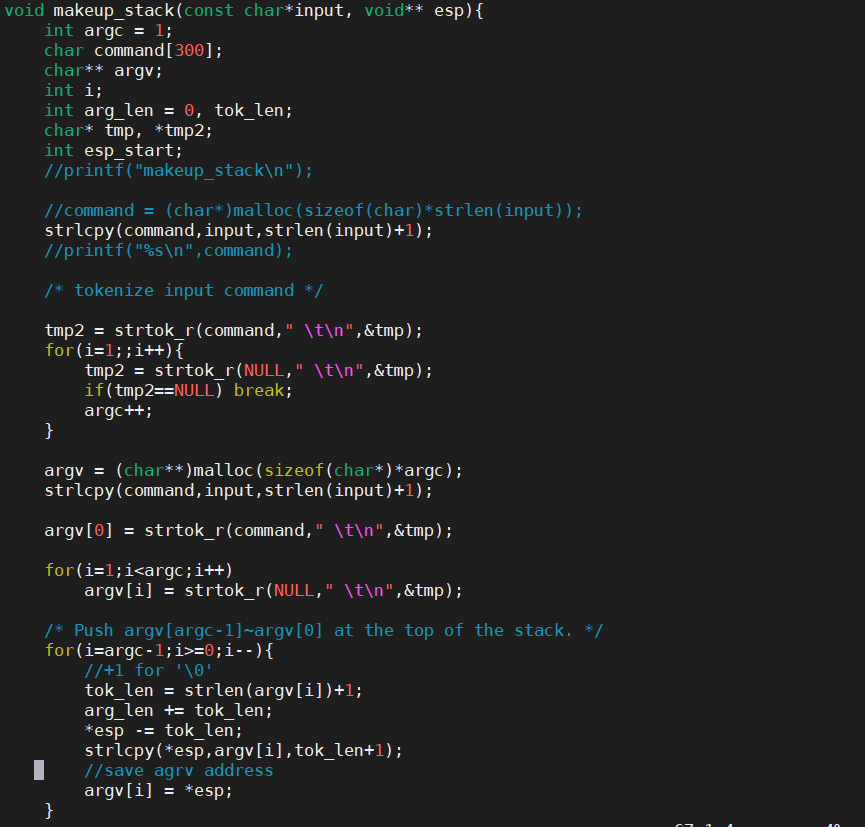 void makeup_stack(const char*input, void** esp){
    int argc = 1;
    char command[300];
    char** argv;
    int i;
    int arg_len = 0, tok_len;
    char* tmp, *tmp2;
    int esp_start;
    //printf("makeup_stack\n");

    //command = (char*)malloc(sizeof(char)*strlen(input));
    strlcpy(command,input,strlen(input)+1);
    //printf("%s\n",command);

    /* tokenize input command */

    tmp2 = strtok_r(command," \t\n",&tmp);
    for(i=1;;i++){
        tmp2 = strtok_r(NULL," \t\n",&tmp);
        if(tmp2==NULL) break;
        argc++;
    }

    argv = (char**)malloc(sizeof(char*)*argc);
    strlcpy(command,input,strlen(input)+1);

    argv[0] = strtok_r(command," \t\n",&tmp);

    for(i=1;i<argc;i++)
        argv[i] = strtok_r(NULL," \t\n",&tmp);

    /* Push argv[argc-1]~argv[0] at the top of the stack. */
    for(i=argc-1;i>=0;i--){
        //+1 for '\0'
        tok_len = strlen(argv[i])+1;
        arg_len += tok_len;
        *esp -= tok_len;
        strlcpy(*esp,argv[i],tok_len+1);
        //save agrv address
        argv[i] = *esp;
    }